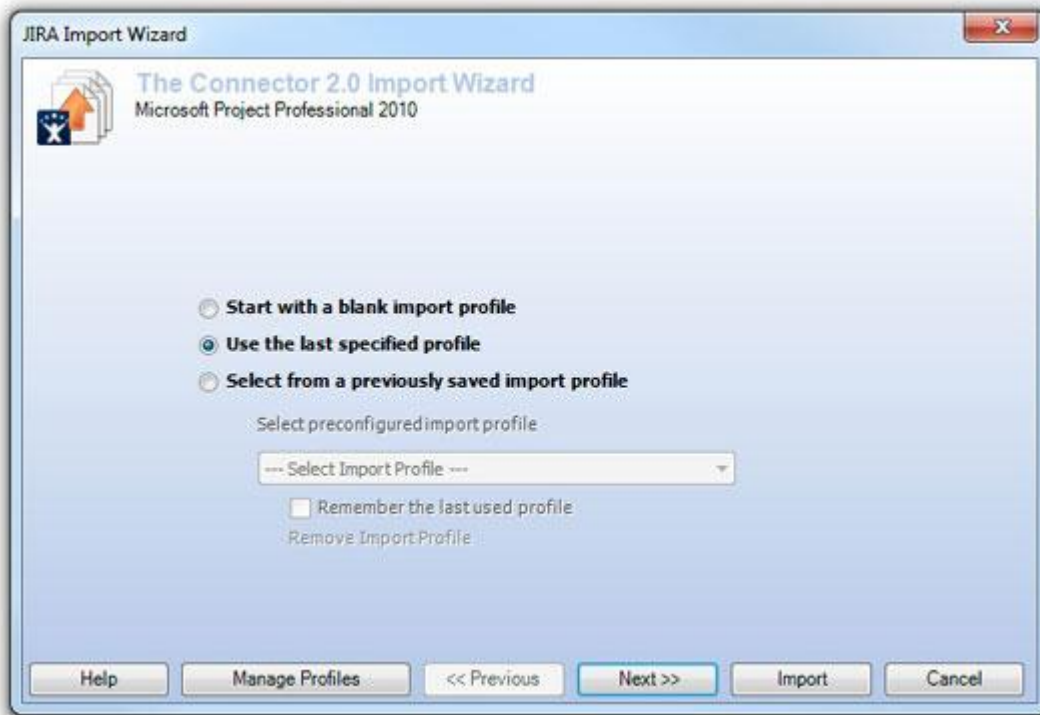 JIRA Import Wizard
The Connector 2.0 Import Wizard
Microsoft Project Professional 2010
Start with a blank import profile
Use the last specified profile
Select from a previously saved import profile
Select preconfigured import profile
--- Select Import Profile ---
Remember the last used profile
Remove Import Profile
Help Manage Profiles << Previous Next >> Import Cancel